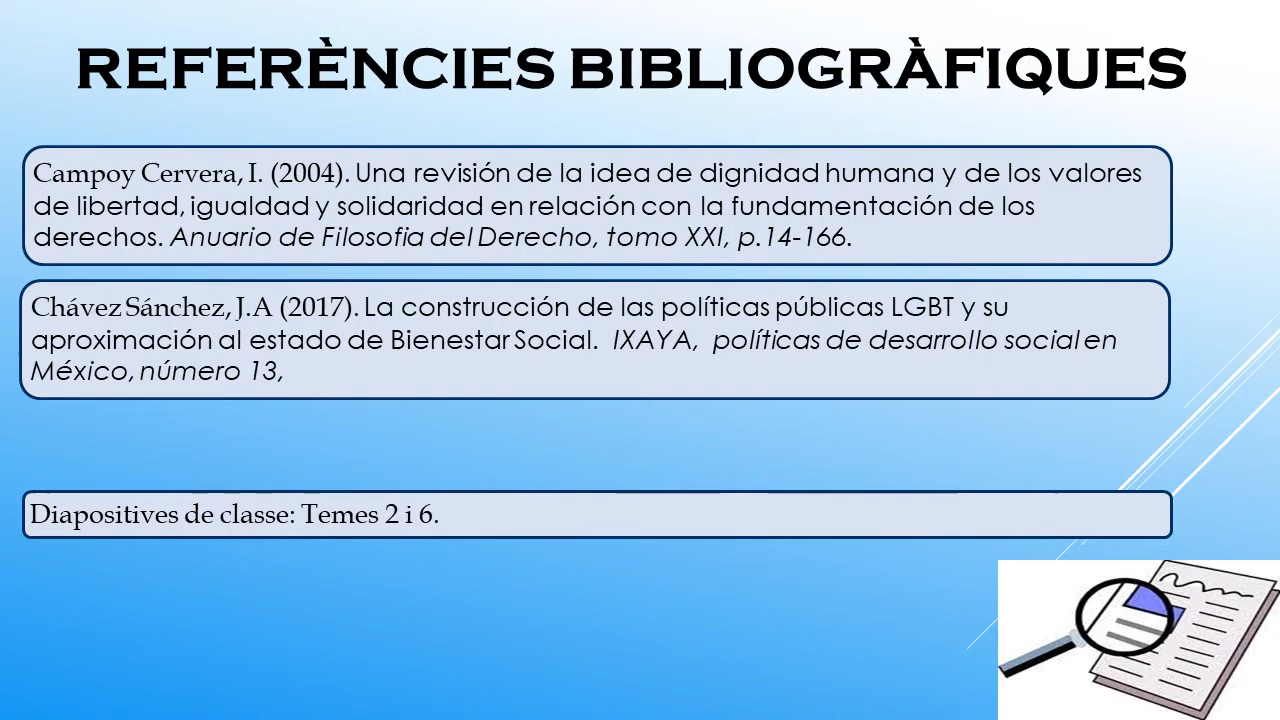 REFERÈNCIES BIBLIOGRÀFIQUES
Campoy Cervera, I. (2004). Una revisión de la idea de dignidad humana y de los valores
de libertad, igualdad y solidaridad en relación con la fundamentación de los
derechos. Anuario de Filosofia del Derecho, tomo XXI, p.14-166.
Chávez Sánchez, J.A (2017). La construcción de las políticas públicas LGBT y su
aproximación al estado de Bienestar Social. IXAYA, políticas de desarrollo social en
México, número 13,
Diapositives de classe: Temes 2 i 6.